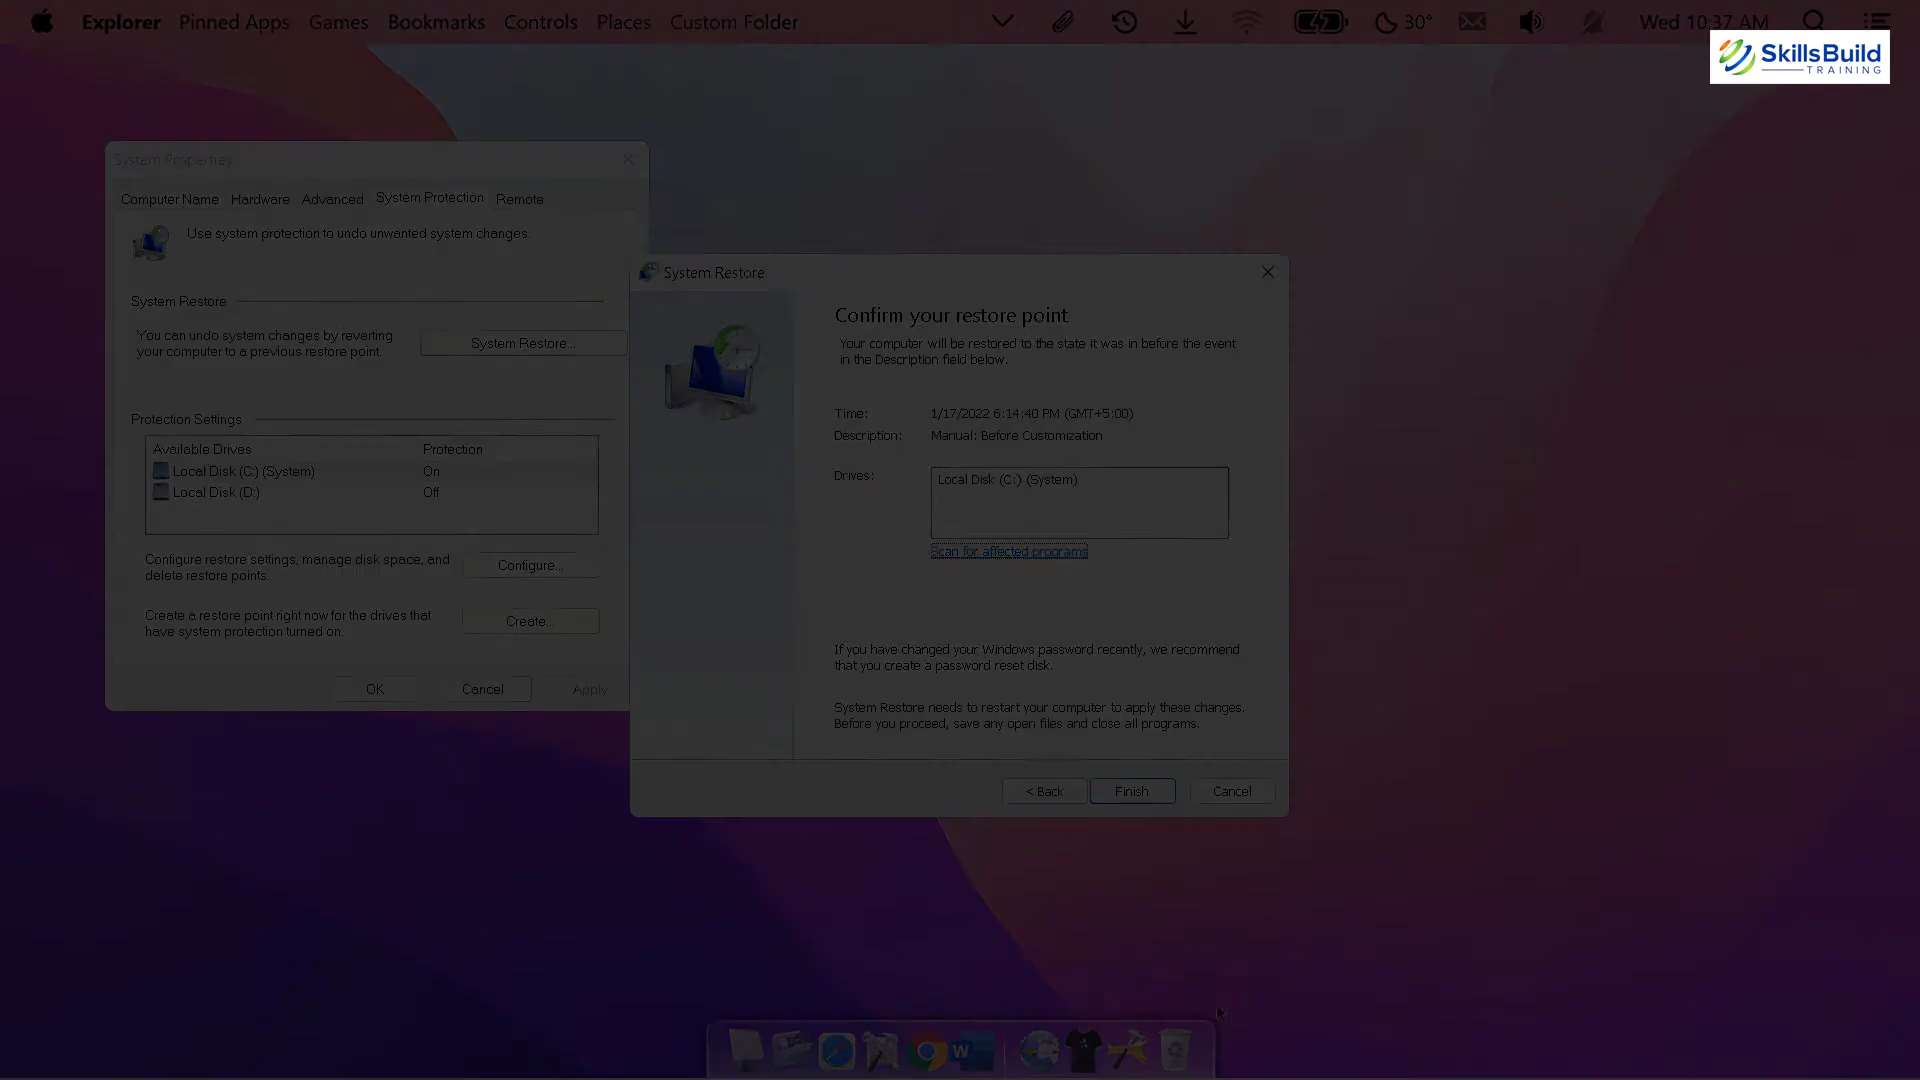 Explorer Pinned Apps Games Bookmarks Controls Places Custom Folder 30° Wed 10:37 AM
SkillsBuild
TRAINING
System Properties
Computer Name Hardware Advanced System Protection Remote
Use system protection to undo unwanted system changes.
System Restore
You can undo system changes by reverting
your computer to a previous restore point.
System Restore...
Protection Settings
Available Drives Protection
Local Disk (C:) (System) On
Local Disk (D:) Off
Configure restore settings, manage disk space, and
delete restore points.
Configure...
Create a restore point right now for the drives that
have system protection turned on.
Create...
OK Cancel Apply
System Restore
Confirm your restore point
Your computer will be restored to the state it was in before the event
in the Description field below.
Time: 1/17/2022 6:14:40 PM (GMT+5:00)
Description: Manual: Before Customization
Drives: Local Disk (C:) (System)
Scan for affected programs
If you have changed your Windows password recently, we recommend
that you create a password reset disk.
System Restore needs to restart your computer to apply these changes.
Before you proceed, save any open files and close all programs.
< Back Finish Cancel
W